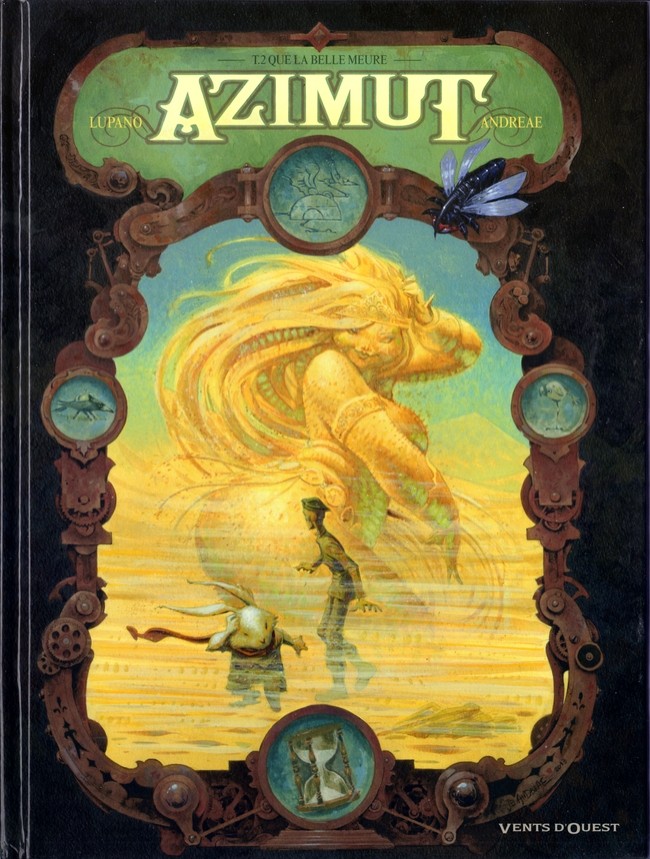 T.2 QUE LA BELLE MEURE
AZIMUT
LUPANO
ANDREAE
VENTS D'OUEST